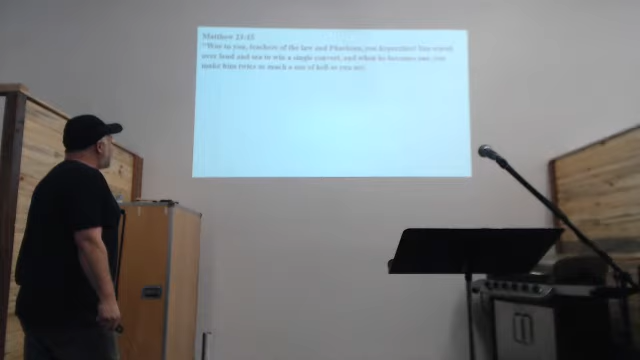 Matthew 23:15
"Woe to you, teachers of the law and Pharisees, you hypocrites! You travel
over land and sea to win a single convert, and when he becomes one, you
make him twice as much a son of hell as you are.